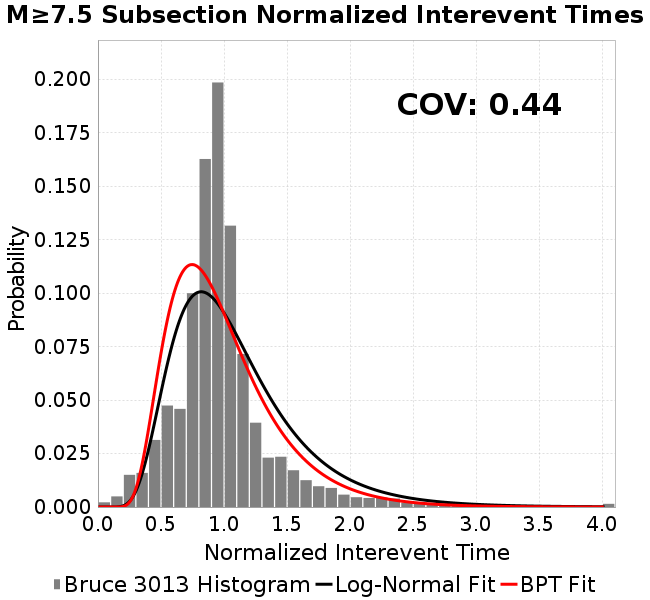 M≥7.5 Subsection Normalized Interevent Times
COV: 0.44
Probability
0.200
0.175
0.150
0.125
0.100
0.075
0.050
0.025
0.000
0.0 0.5 1.0 1.5 2.0 2.5 3.0 3.5 4.0
Normalized Interevent Time
Bruce 3013 Histogram Log-Normal Fit BPT Fit